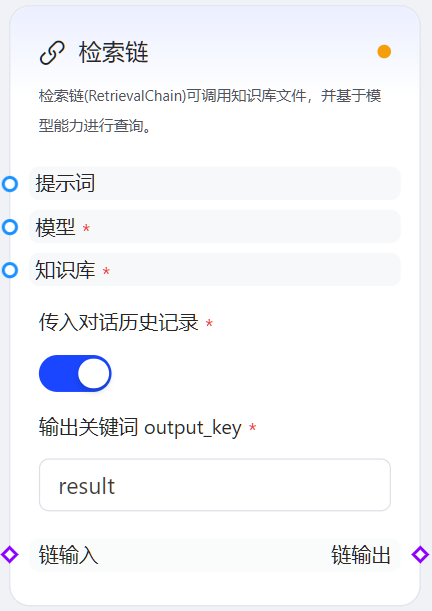 检索链
检索链(RetrievalChain)可调用知识库文件，并基于模
型能力进行查询。
提示词
模型 *
知识库 *
传入对话历史记录 *
输出关键词 output_key *
result
链输入 链输出